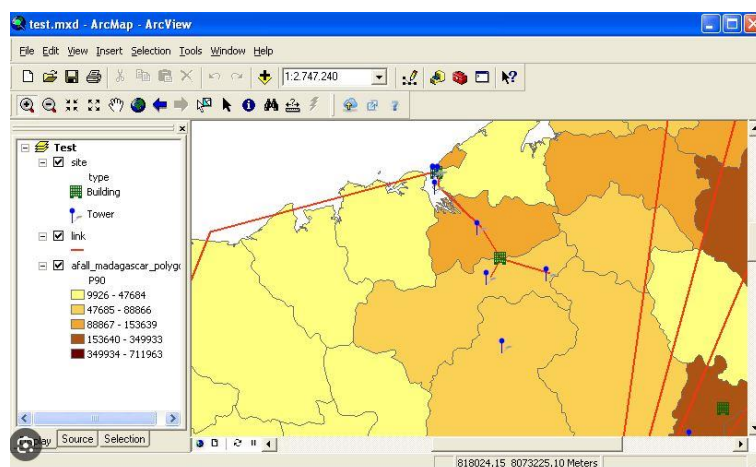 test.mxd - ArcMap - ArcView
File Edit View Insert Selection Tools Window Help
1:2.747.240
Test
site
type
Building
Tower
link
afall_madagascar_polygo
P90
9926 - 47684
47685 - 88866
88867 - 153639
153640 - 349933
349934 - 711963
Source Selection
818024.15 8073225.10 Meters